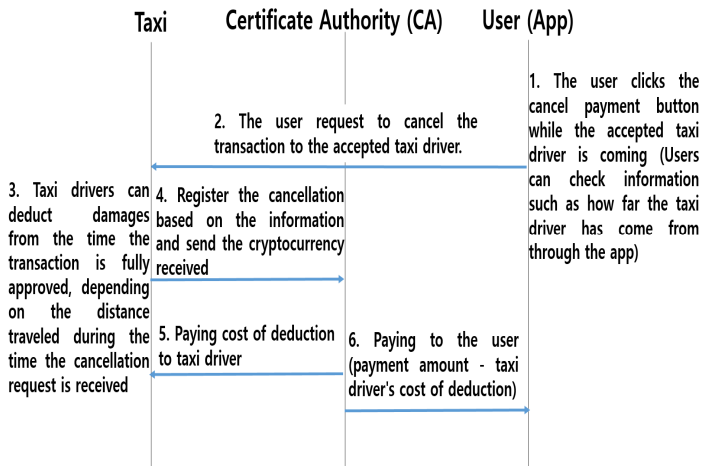 Taxi
Certificate Authority (CA)
User (App)
1. The user clicks the
cancel payment button
while the accepted taxi
driver is coming (Users
can check information
such as how far the taxi
driver has come from
through the app)
2. The user request to cancel the
transaction to the accepted taxi driver.
3. Taxi drivers can
deduct damages
from the time the
transaction is fully
approved, depending
on the distance
traveled during the
time the cancellation
request is received
4. Register the cancellation
based on the information
and send the cryptocurrency
received
5. Paying cost of deduction
to taxi driver
6. Paying to the user
(payment amount - taxi
driver's cost of deduction)